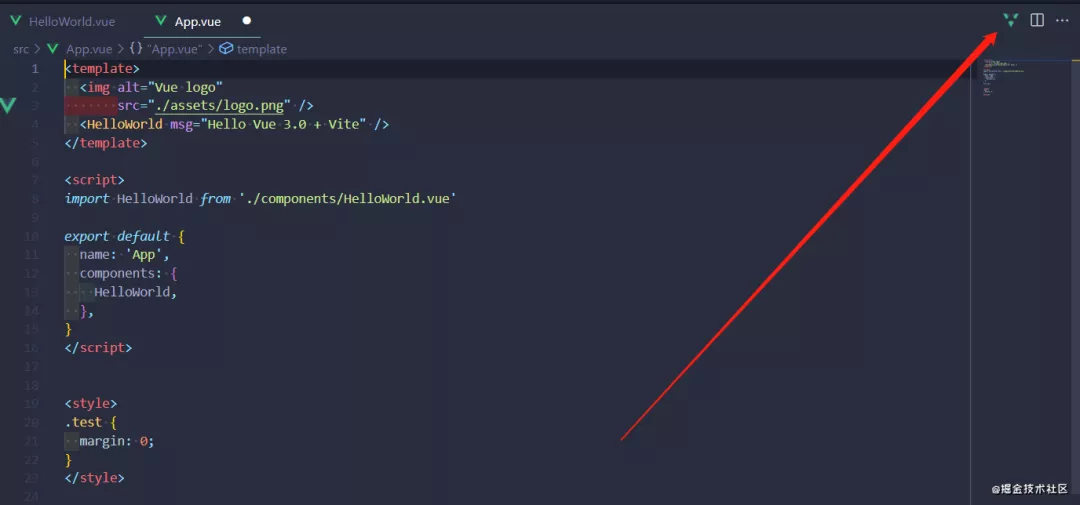 HelloWorld.vue
App.vue
src > App.vue > {} "App.vue" > template
1 <template>
2 <img alt="Vue logo"
3 src="./assets/logo.png" />
4 <HelloWorld msg="Hello Vue 3.0 + Vite" />
5 </template>
6
7 <script>
8 import HelloWorld from './components/HelloWorld.vue'
9
10 export default {
11 name: 'App',
12 components: {
13 HelloWorld,
14 },
15 }
16 </script>
17
18
19 <style>
20 .test {
21 margin: 0;
22 }
23 </style>
24
@掘金技术社区